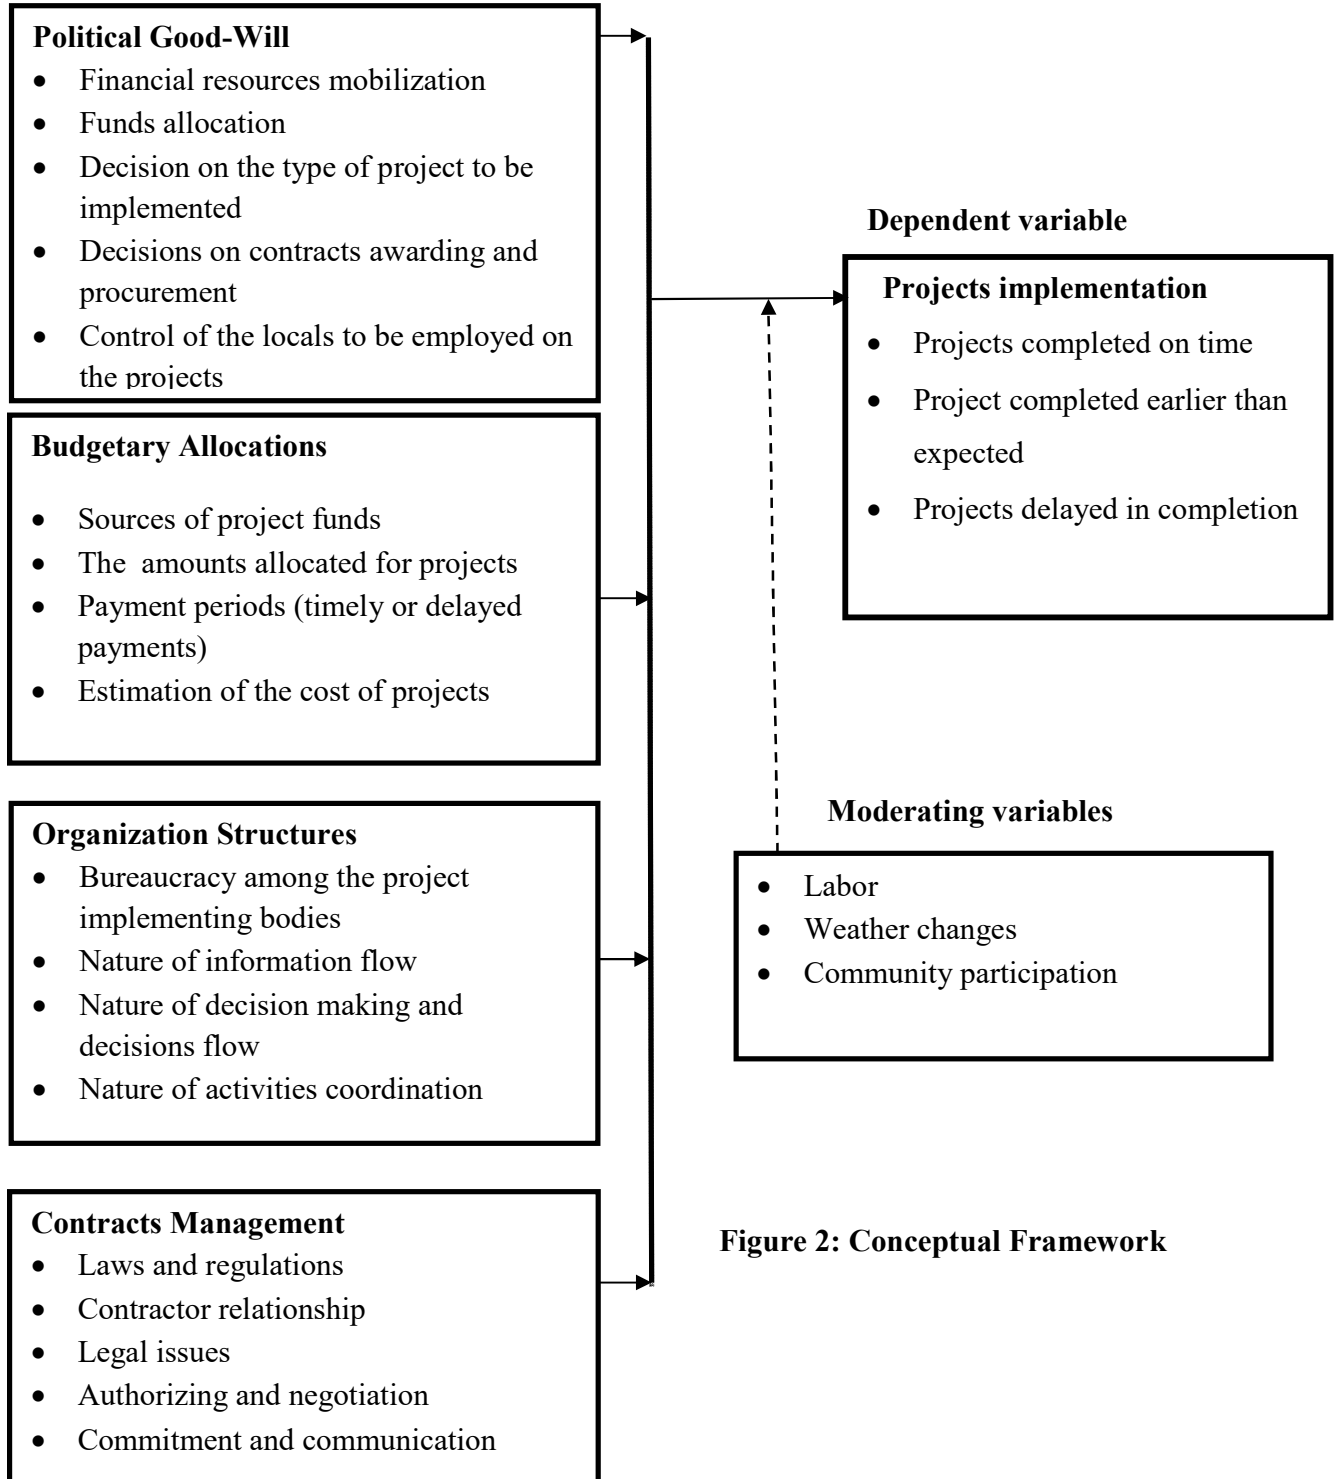 Political Good-Will
• Financial resources mobilization
• Funds allocation
• Decision on the type of project to be
implemented
• Decisions on contracts awarding and
procurement
• Control of the locals to be employed on
the projects
Budgetary Allocations
• Sources of project funds
• The  amounts allocated for projects
• Payment periods (timely or delayed
payments)
• Estimation of the cost of projects
Organization Structures
• Bureaucracy among the project
implementing bodies
• Nature of information flow
• Nature of decision making and
decisions flow
• Nature of activities coordination
Contracts Management
• Laws and regulations
• Contractor relationship
• Legal issues
• Authorizing and negotiation
• Commitment and communication
Dependent variable
Projects implementation
• Projects completed on time
• Project completed earlier than
expected
• Projects delayed in completion
Moderating variables
• Labor
• Weather changes
• Community participation
Figure 2: Conceptual Framework